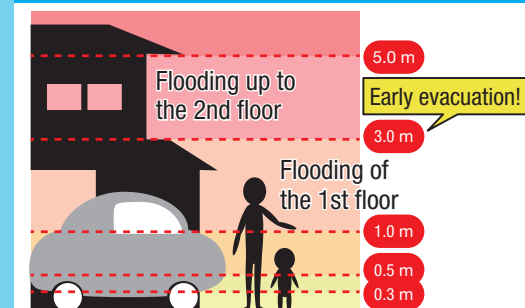 5.0 m
Flooding up to
the 2nd floor
Early evacuation!
3.0 m
Flooding of
the 1st floor
1.0 m
0.5 m
0.3 m